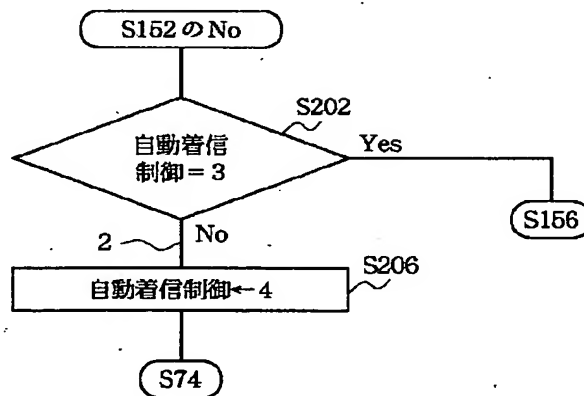 S152のNo
S202
自動着信
制御＝3
Yes
S156
2
No
S206
自動着信制御←4
S74